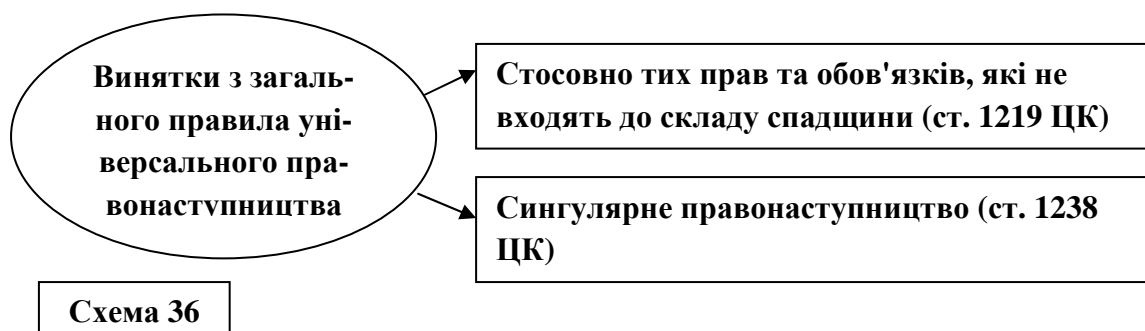 Винятки з загаль-
ного правила уні-
версального пра-
вонаступництва
Стосовно тих прав та обов'язків, які не
входять до складу спадщини (ст. 1219 ЦК)
Сингулярне правонаступництво (ст. 1238
ЦК)
Схема 36